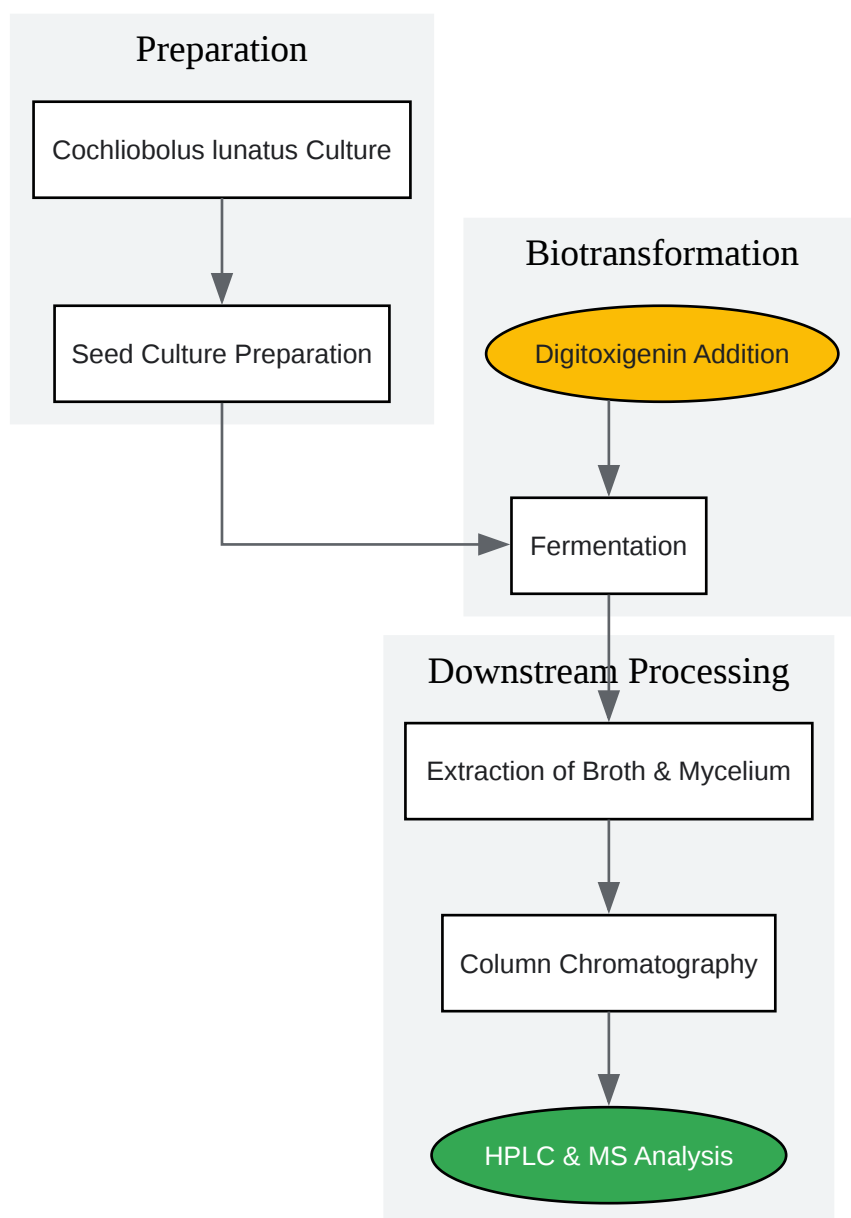 Preparation
Cochliobolus lunatus Culture
Seed Culture Preparation
Biotransformation
Digitoxigenin Addition
Fermentation
Downstream Processing
Extraction of Broth & Mycelium
Column Chromatography
HPLC & MS Analysis